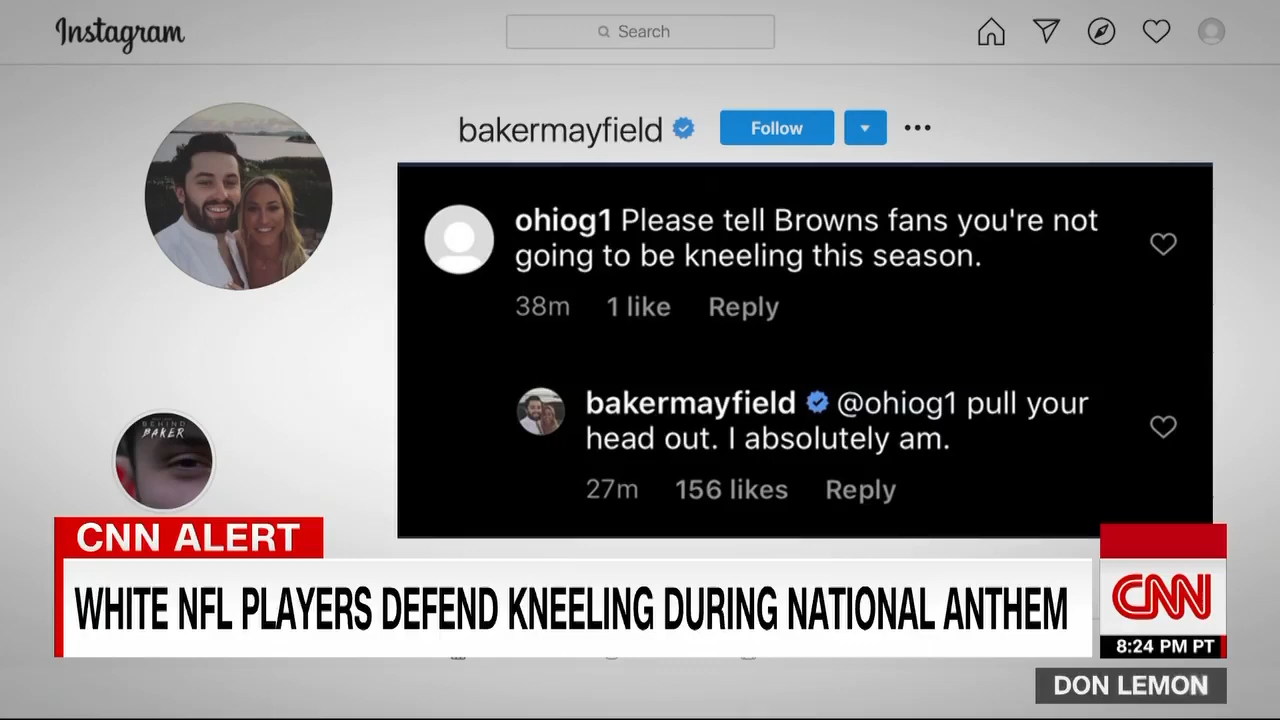 Instagram
Search
bakermayfield
Follow
ohiog1 Please tell Browns fans you're not
going to be kneeling this season.
38m 1 like Reply
bakermayfield @ohiog1 pull your
head out. I absolutely am.
27m 156 likes Reply
BEHIND
BAKER
CNN ALERT
WHITE NFL PLAYERS DEFEND KNEELING DURING NATIONAL ANTHEM
CNN
8:24 PM PT
DON LEMON